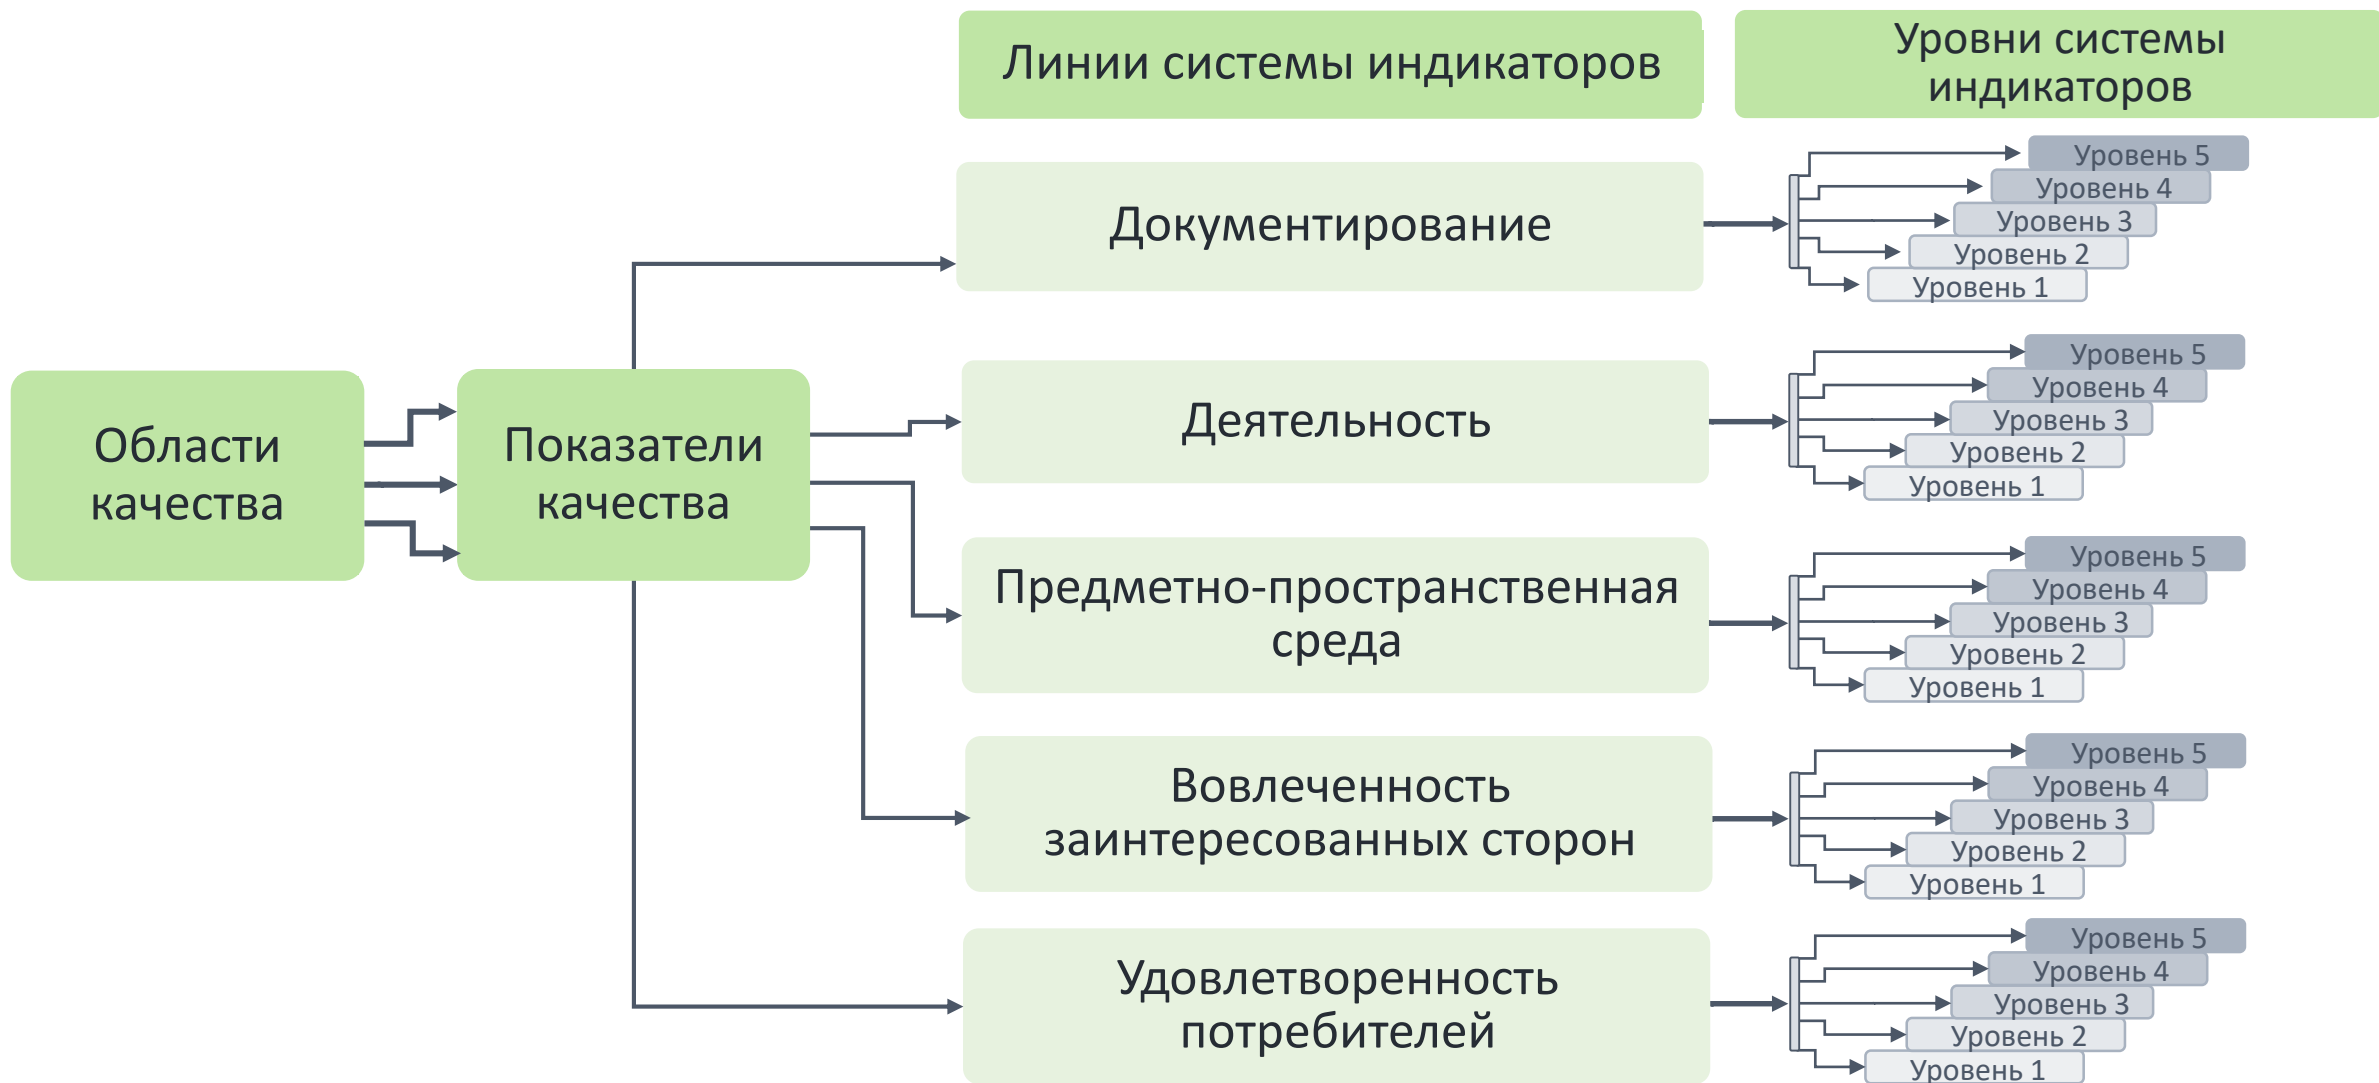 Линии системы индикаторов
Уровни системы
индикаторов
Области
качества
Показатели
качества
Документирование
Уровень 5
Уровень 4
Уровень 3
Уровень 2
Уровень 1
Деятельность
Уровень 5
Уровень 4
Уровень 3
Уровень 2
Уровень 1
Предметно-пространственная
среда
Уровень 5
Уровень 4
Уровень 3
Уровень 2
Уровень 1
Вовлеченность
заинтересованных сторон
Уровень 5
Уровень 4
Уровень 3
Уровень 2
Уровень 1
Удовлетворенность
потребителей
Уровень 5
Уровень 4
Уровень 3
Уровень 2
Уровень 1